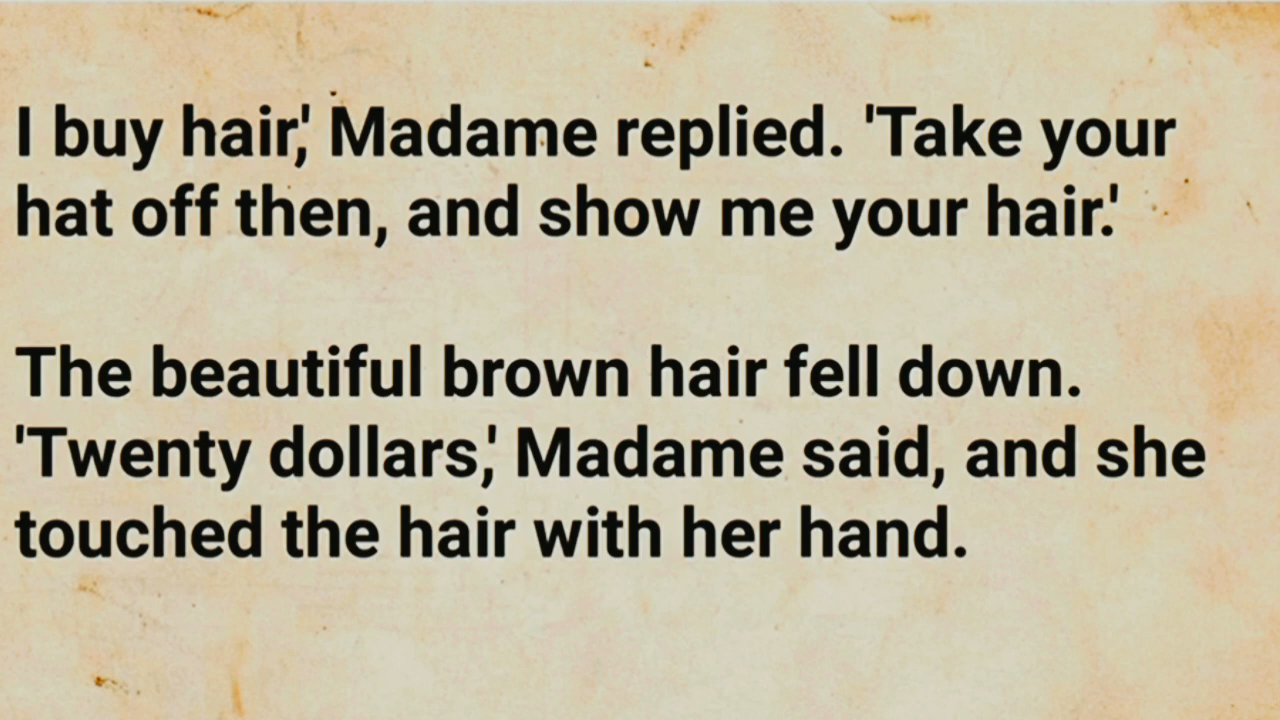 I buy hair,' Madame replied. 'Take your
hat off then, and show me your hair.'
The beautiful brown hair fell down.
'Twenty dollars,' Madame said, and she
touched the hair with her hand.